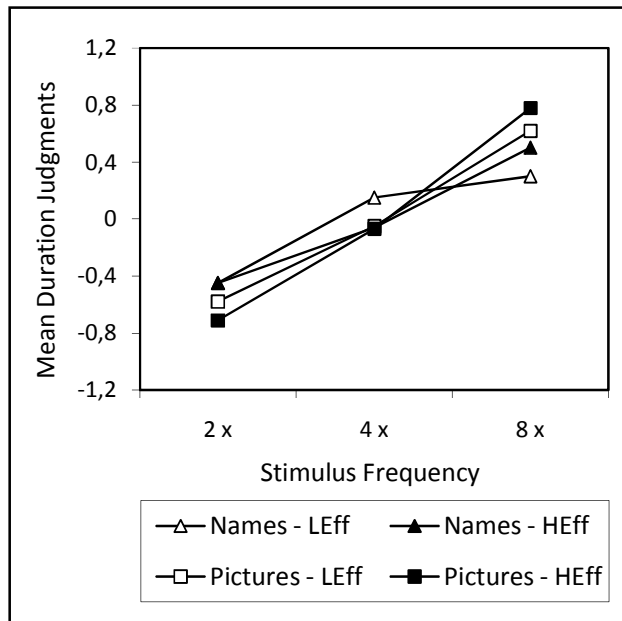 1,2
0,8
0,4
0
-0,4
-0,8
-1,2
Mean Duration Judgments
2 x 4 x 8 x
Stimulus Frequency
Names - LEff Names - HEff
Pictures - LEff Pictures - HEff